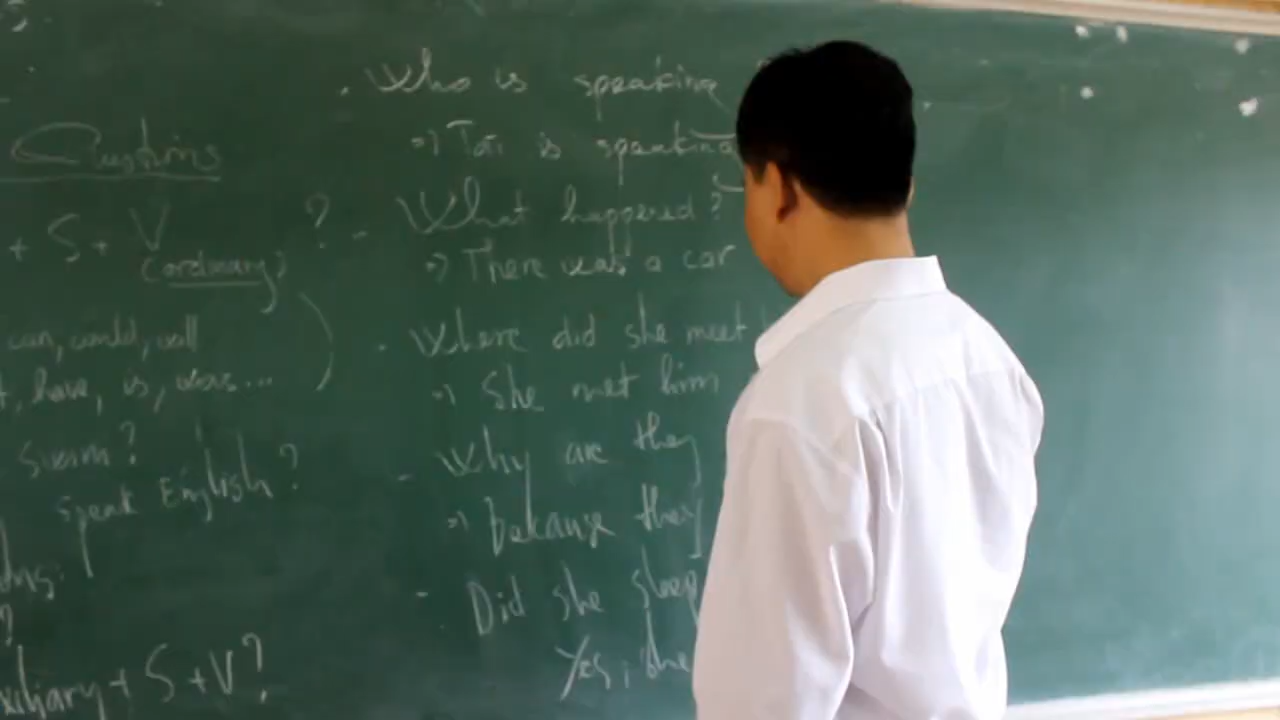 Questions
+ S + V ?
(ordinary)
can, could, will
, have, is, was... )
swim?
speak English?
?
auxiliary + S + V?
. Who is speaking
=> Tài is speaking
- What happened?
=> There was a car
. Where did she meet
=> She met him
- Why are they
=> because they
- Did she sleep
Yes, she